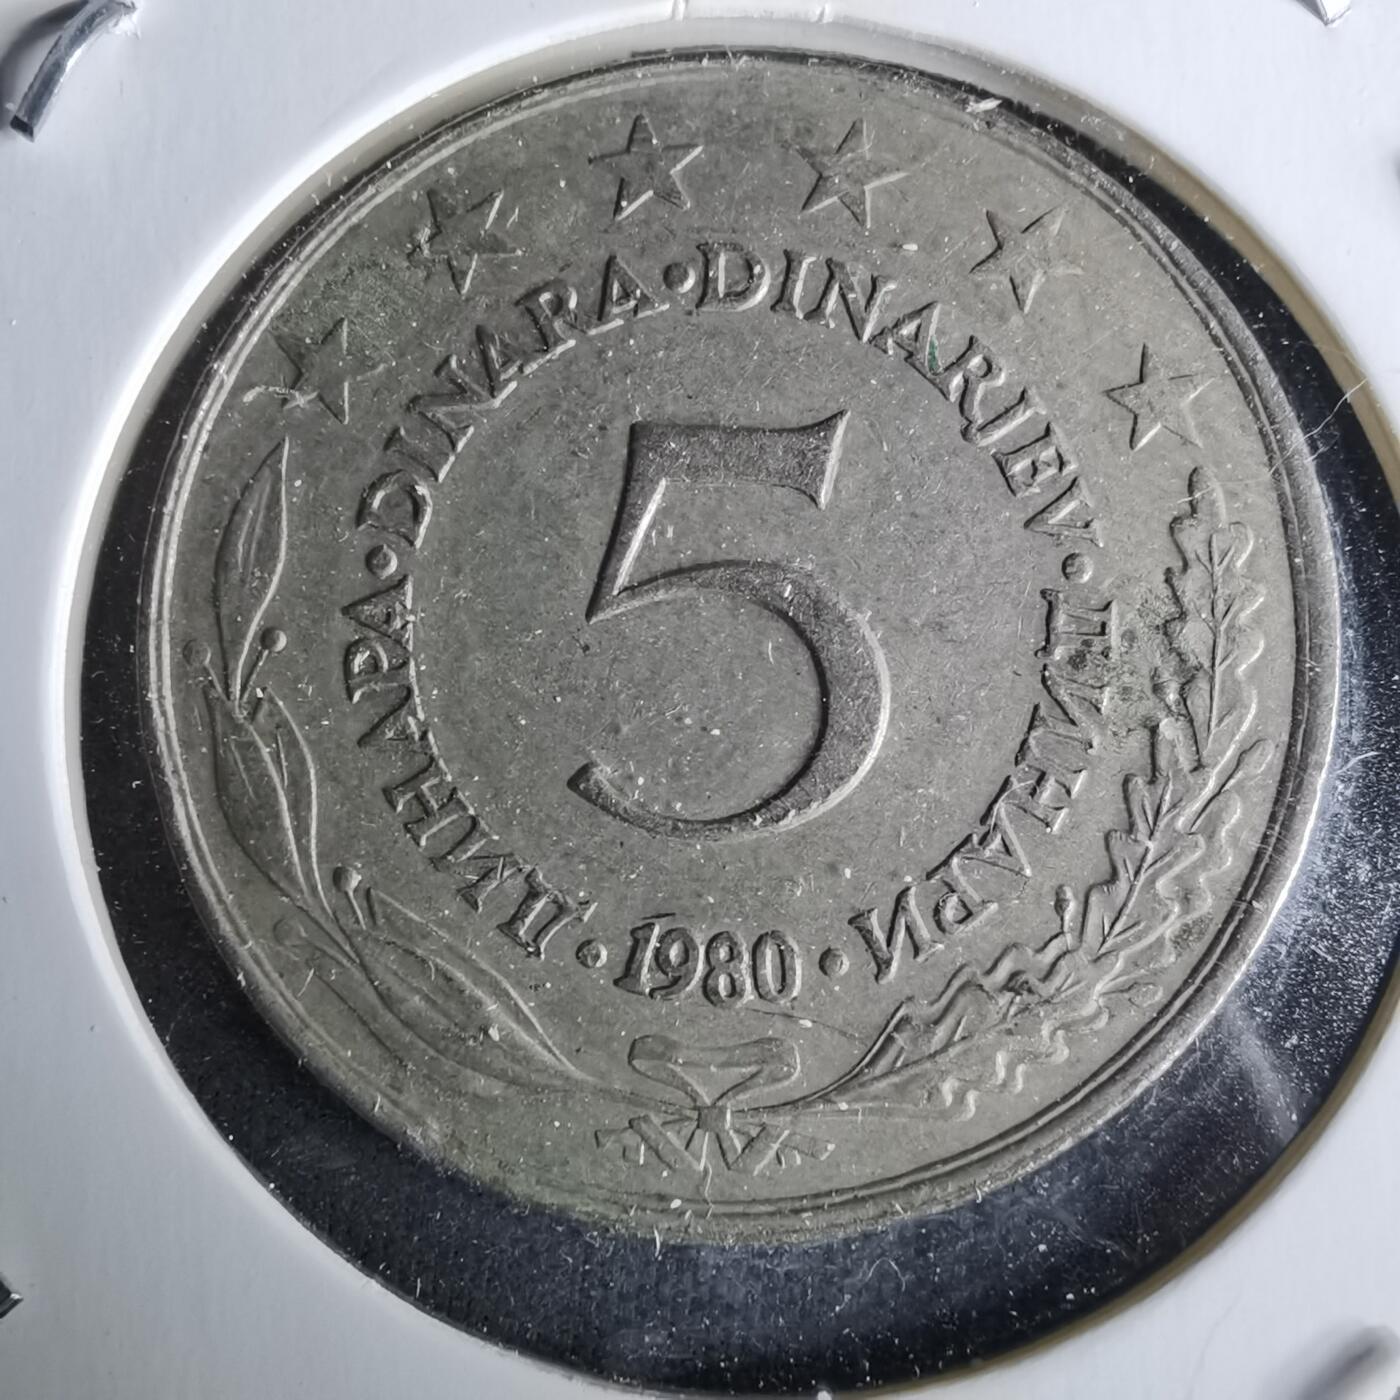 ДИНАРА · DINARA · DINARJEV · ДИНАРИ · 1980 ·
5